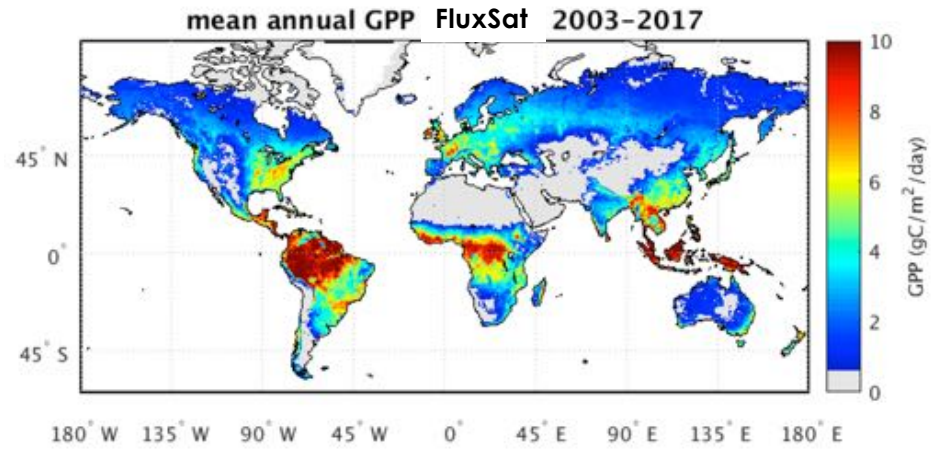 mean annual GPP FluxSat 2003-2017
10
8
6
4
2
0
GPP (gC/m²/day)
45° N
0°
45° S
180° W 135° W 90° W 45° W 0° 45° E 90° E 135° E 180° E